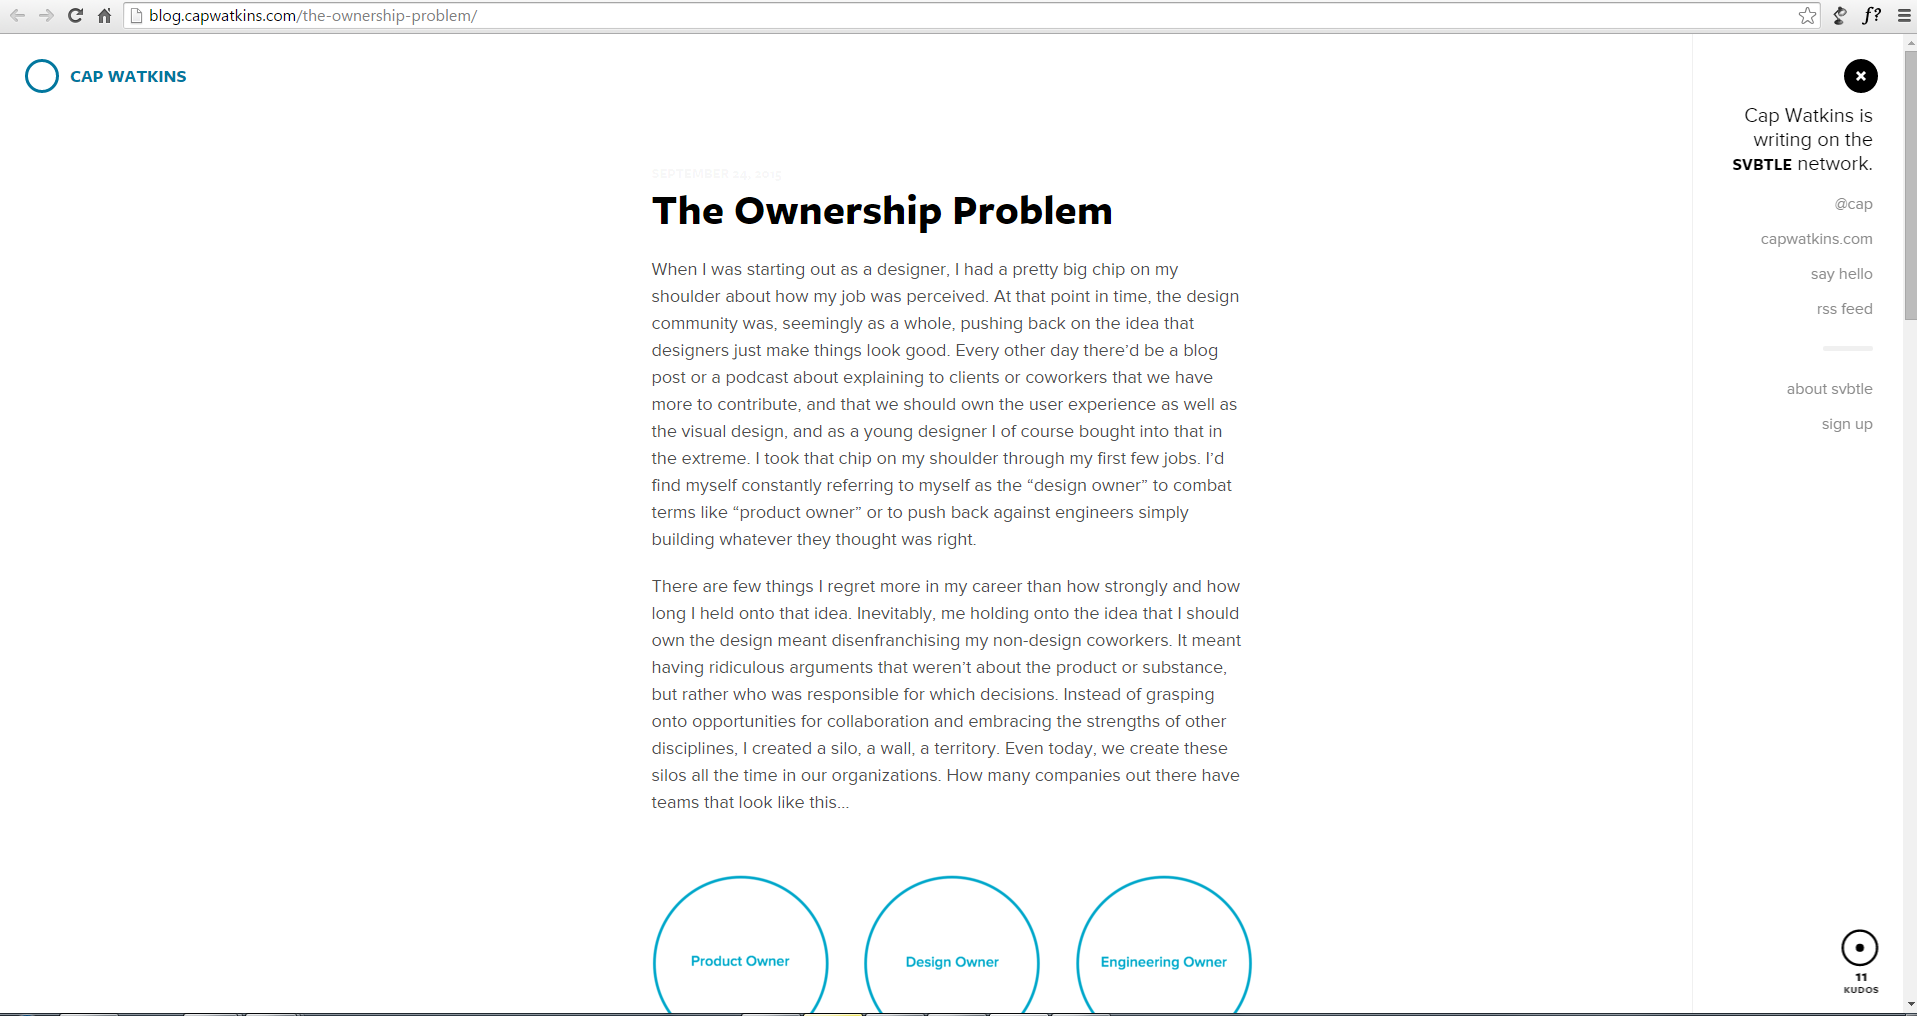 blog.capwatkins.com/the-ownership-problem/
f?
CAP WATKINS
Cap Watkins is
writing on the
SVBTLE network.
@cap
capwatkins.com
say hello
rss feed
about svbtle
sign up
SEPTEMBER 24, 2015
The Ownership Problem
When I was starting out as a designer, I had a pretty big chip on my
shoulder about how my job was perceived. At that point in time, the design
community was, seemingly as a whole, pushing back on the idea that
designers just make things look good. Every other day there’d be a blog
post or a podcast about explaining to clients or coworkers that we have
more to contribute, and that we should own the user experience as well as
the visual design, and as a young designer I of course bought into that in
the extreme. I took that chip on my shoulder through my first few jobs. I’d
find myself constantly referring to myself as the “design owner” to combat
terms like “product owner” or to push back against engineers simply
building whatever they thought was right.
There are few things I regret more in my career than how strongly and how
long I held onto that idea. Inevitably, me holding onto the idea that I should
own the design meant disenfranchising my non-design coworkers. It meant
having ridiculous arguments that weren’t about the product or substance,
but rather who was responsible for which decisions. Instead of grasping
onto opportunities for collaboration and embracing the strengths of other
disciplines, I created a silo, a wall, a territory. Even today, we create these
silos all the time in our organizations. How many companies out there have
teams that look like this...
Product Owner
Design Owner
Engineering Owner
11
KUDOS